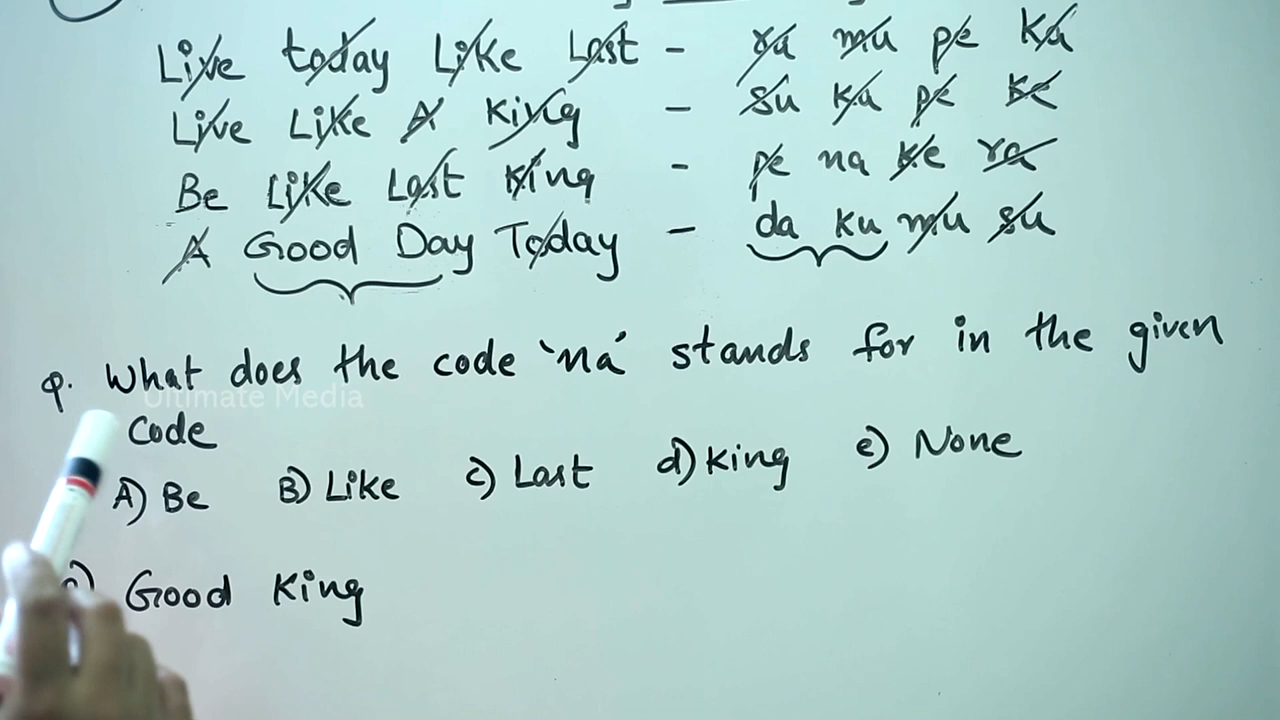 Live today Like Last - ra mu pe ka
Live Like A King - su ka pe ke
Be Like Last King - pe na ke ra
A Good Day Today - da ku mu su
Q. What does the code 'na' stands for in the given
Code
A) Be B) Like c) Last d) King e) None
Good King
Ultimate Media